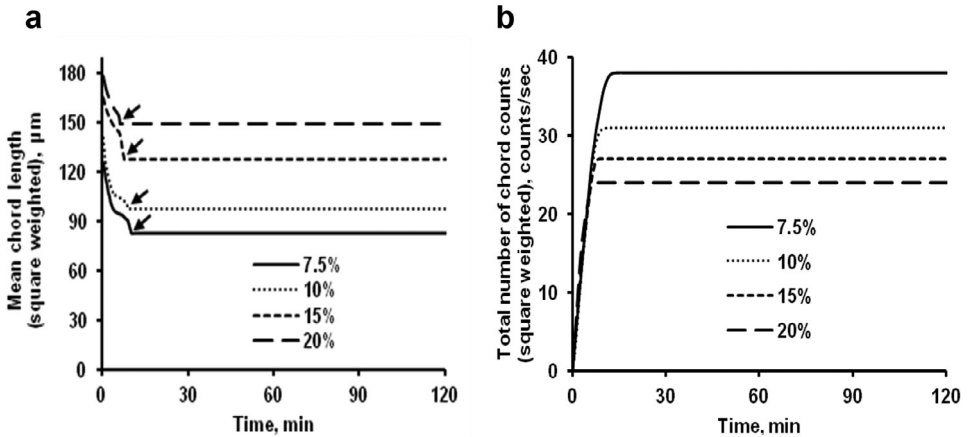 a
Mean chord length
(square weighted), µm
180
150
120
90
60
30
0
0 30 60 90 120
Time, min
7.5%
10%
15%
20%
b
Total number of chord counts
(square weighted), counts/sec
40
30
20
10
0
0 30 60 90 120
Time, min
7.5%
10%
15%
20%